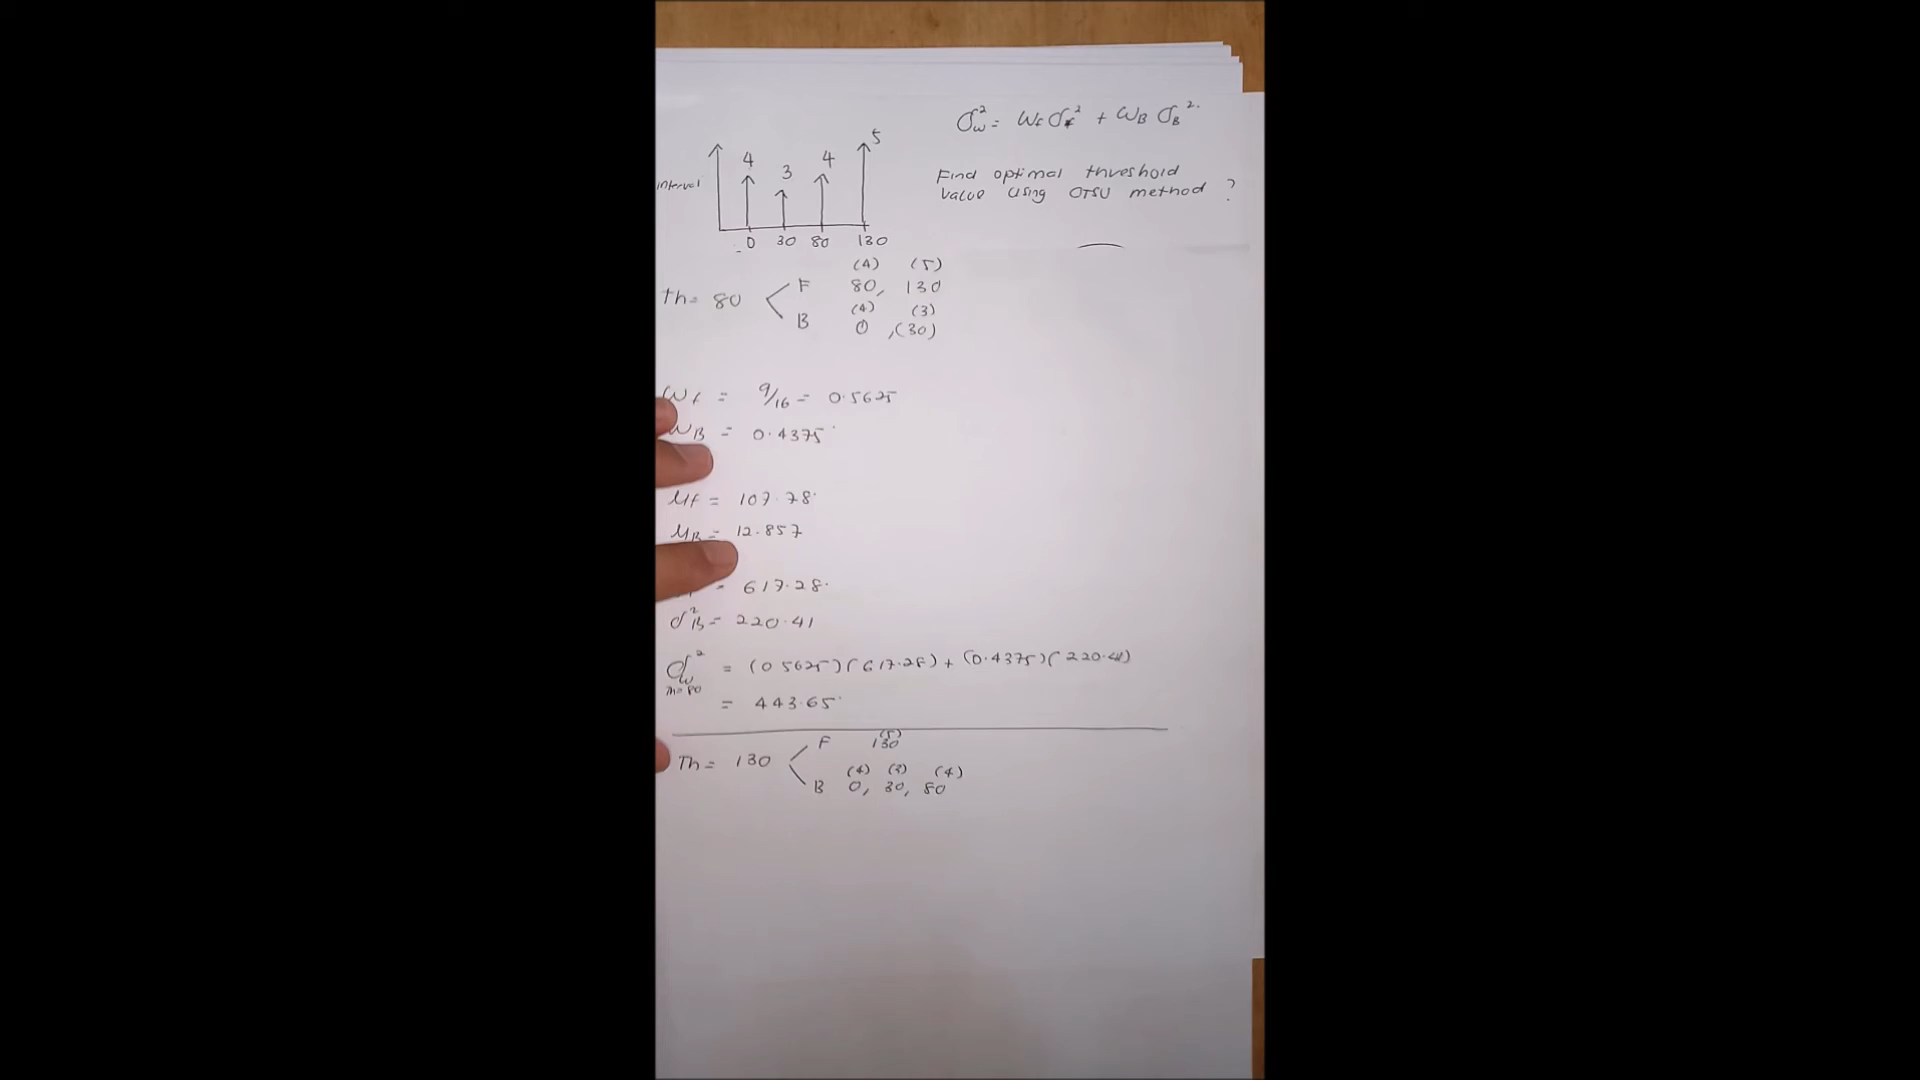 σw² = Wf σf² + WB σB².
Find optimal threshold
value using OTSU method ?
interval
4 3 4 5
0 30 80 130
(4) (5)
Th = 80 F 80, 130
(4) (3)
B 0, (30)
Wf = 9/16 = 0.5625
WB = 0.4375
μf = 107.78
μB = 12.857
= 617.28
σB² = 220.41
σw² = (0.5625)(617.28) + (0.4375)(220.41)
Th=80
= 443.65
(5)
Th = 130 F 130
(4) (3) (4)
B 0, 30, 80